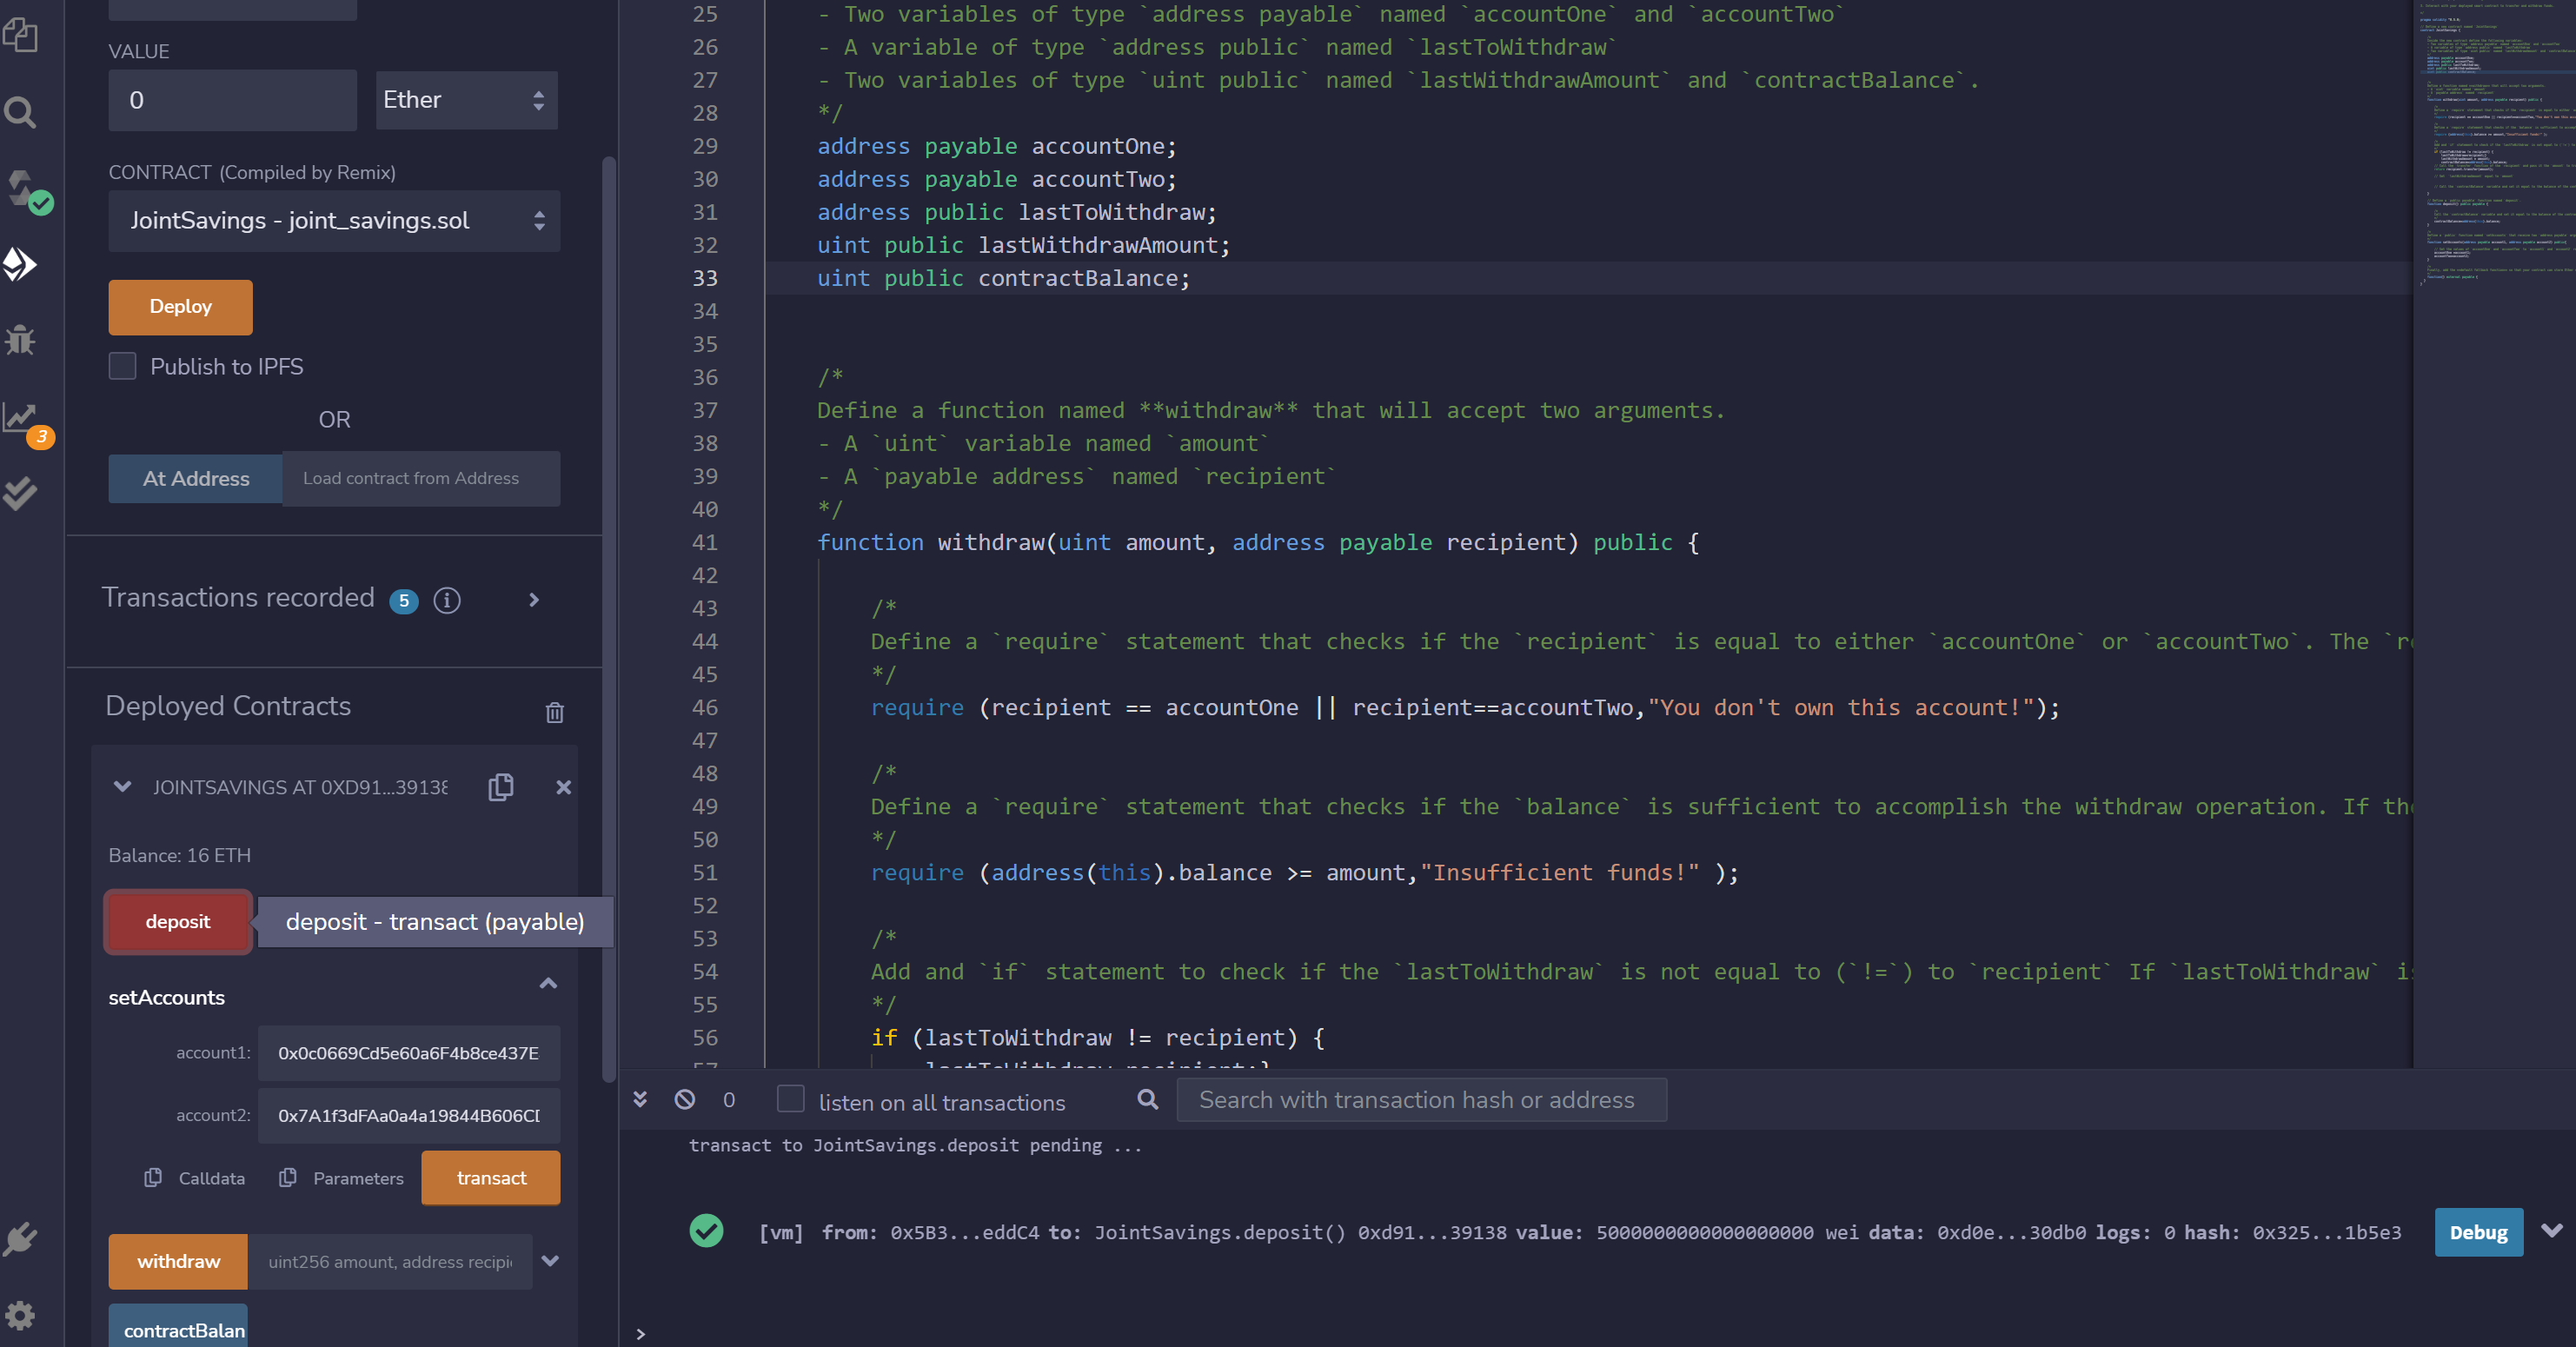 VALUE
0
Ether
CONTRACT (Compiled by Remix)
JointSavings - joint_savings.sol
Deploy
Publish to IPFS
OR
At Address
Load contract from Address
3
Transactions recorded 5
Deployed Contracts
JOINTSAVINGS AT 0XD91...39138
Balance: 16 ETH
deposit
deposit - transact (payable)
setAccounts
account1: 0x0c0669Cd5e60a6F4b8ce437E
account2: 0x7A1f3dFAa0a4a19844B606CD
Calldata
Parameters
transact
withdraw
uint256 amount, address recipi
contractBalan
25 - Two variables of type `address payable` named `accountOne` and `accountTwo`
26 - A variable of type `address public` named `lastToWithdraw`
27 - Two variables of type `uint public` named `lastWithdrawAmount` and `contractBalance`.
28 */
29 address payable accountOne;
30 address payable accountTwo;
31 address public lastToWithdraw;
32 uint public lastWithdrawAmount;
33 uint public contractBalance;
34
35
36 /*
37 Define a function named **withdraw** that will accept two arguments.
38 - A `uint` variable named `amount`
39 - A `payable address` named `recipient`
40 */
41 function withdraw(uint amount, address payable recipient) public {
42
43 /*
44 Define a `require` statement that checks if the `recipient` is equal to either `accountOne` or `accountTwo`. The `re
45 */
46 require (recipient == accountOne || recipient==accountTwo,"You don't own this account!");
47
48 /*
49 Define a `require` statement that checks if the `balance` is sufficient to accomplish the withdraw operation. If the
50 */
51 require (address(this).balance >= amount,"Insufficient funds!" );
52
53 /*
54 Add and `if` statement to check if the `lastToWithdraw` is not equal to (`!=`) to `recipient` If `lastToWithdraw` is
55 */
56 if (lastToWithdraw != recipient) {
0
listen on all transactions
Search with transaction hash or address
transact to JointSavings.deposit pending ...
[vm] from: 0x5B3...eddC4 to: JointSavings.deposit() 0xd91...39138 value: 5000000000000000000 wei data: 0xd0e...30db0 logs: 0 hash: 0x325...1b5e3
Debug
>